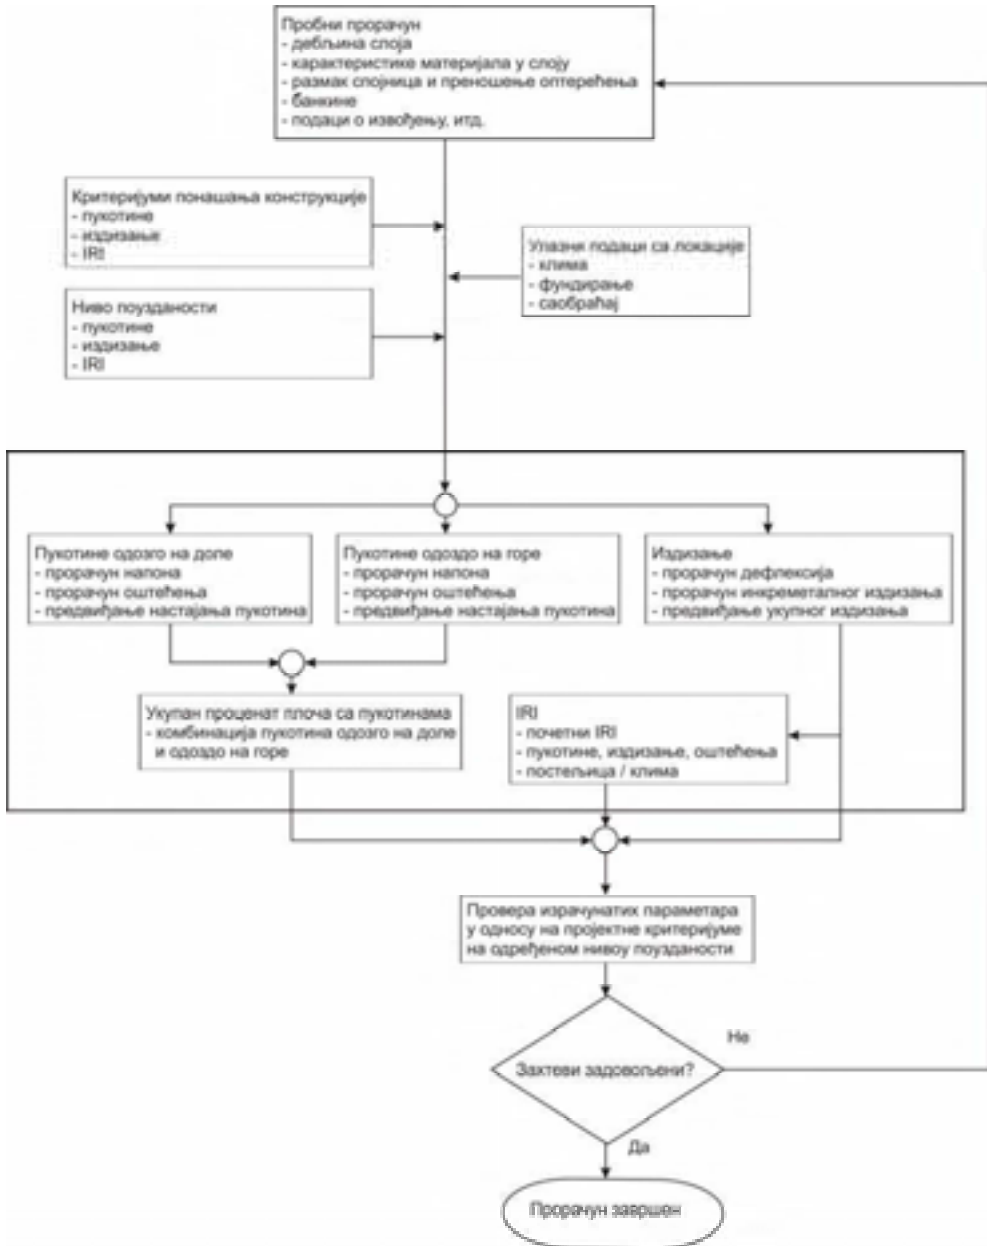 Пробни прорачун
- дебљина слоја
- карактеристике материјала у слоју
- размак спојница и преношење оптерећења
- банкине
- подаци о извођењу, итд.
Критеријуми понашања конструкције
- пукотине
- издизање
- IRI
Улазни подаци са локације
- клима
- фундирање
- саобраћај
Ниво поузданости
- пукотине
- издизање
- IRI
Пукотине одозго на доле
- прорачун напона
- прорачун оштећења
- предвиђање настајања пукотина
Пукотине одоздо на горе
- прорачун напона
- прорачун оштећења
- предвиђање настајања пукотина
Издизање
- прорачун дефлексија
- прорачун инкреметалног издизања
- предвиђање укупног издизања
Укупан проценат плоча са пукотинама
- комбинација пукотина одозго на доле
и одоздо на горе
IRI
- почетни IRI
- пукотине, издизање, оштећења
- постељица / клима
Провера израчунатих параметара
у односу на пројектне критеријуме
на одређеном нивоу поузданости
Не
Захтеви задовољени?
Да
Прорачун завршен